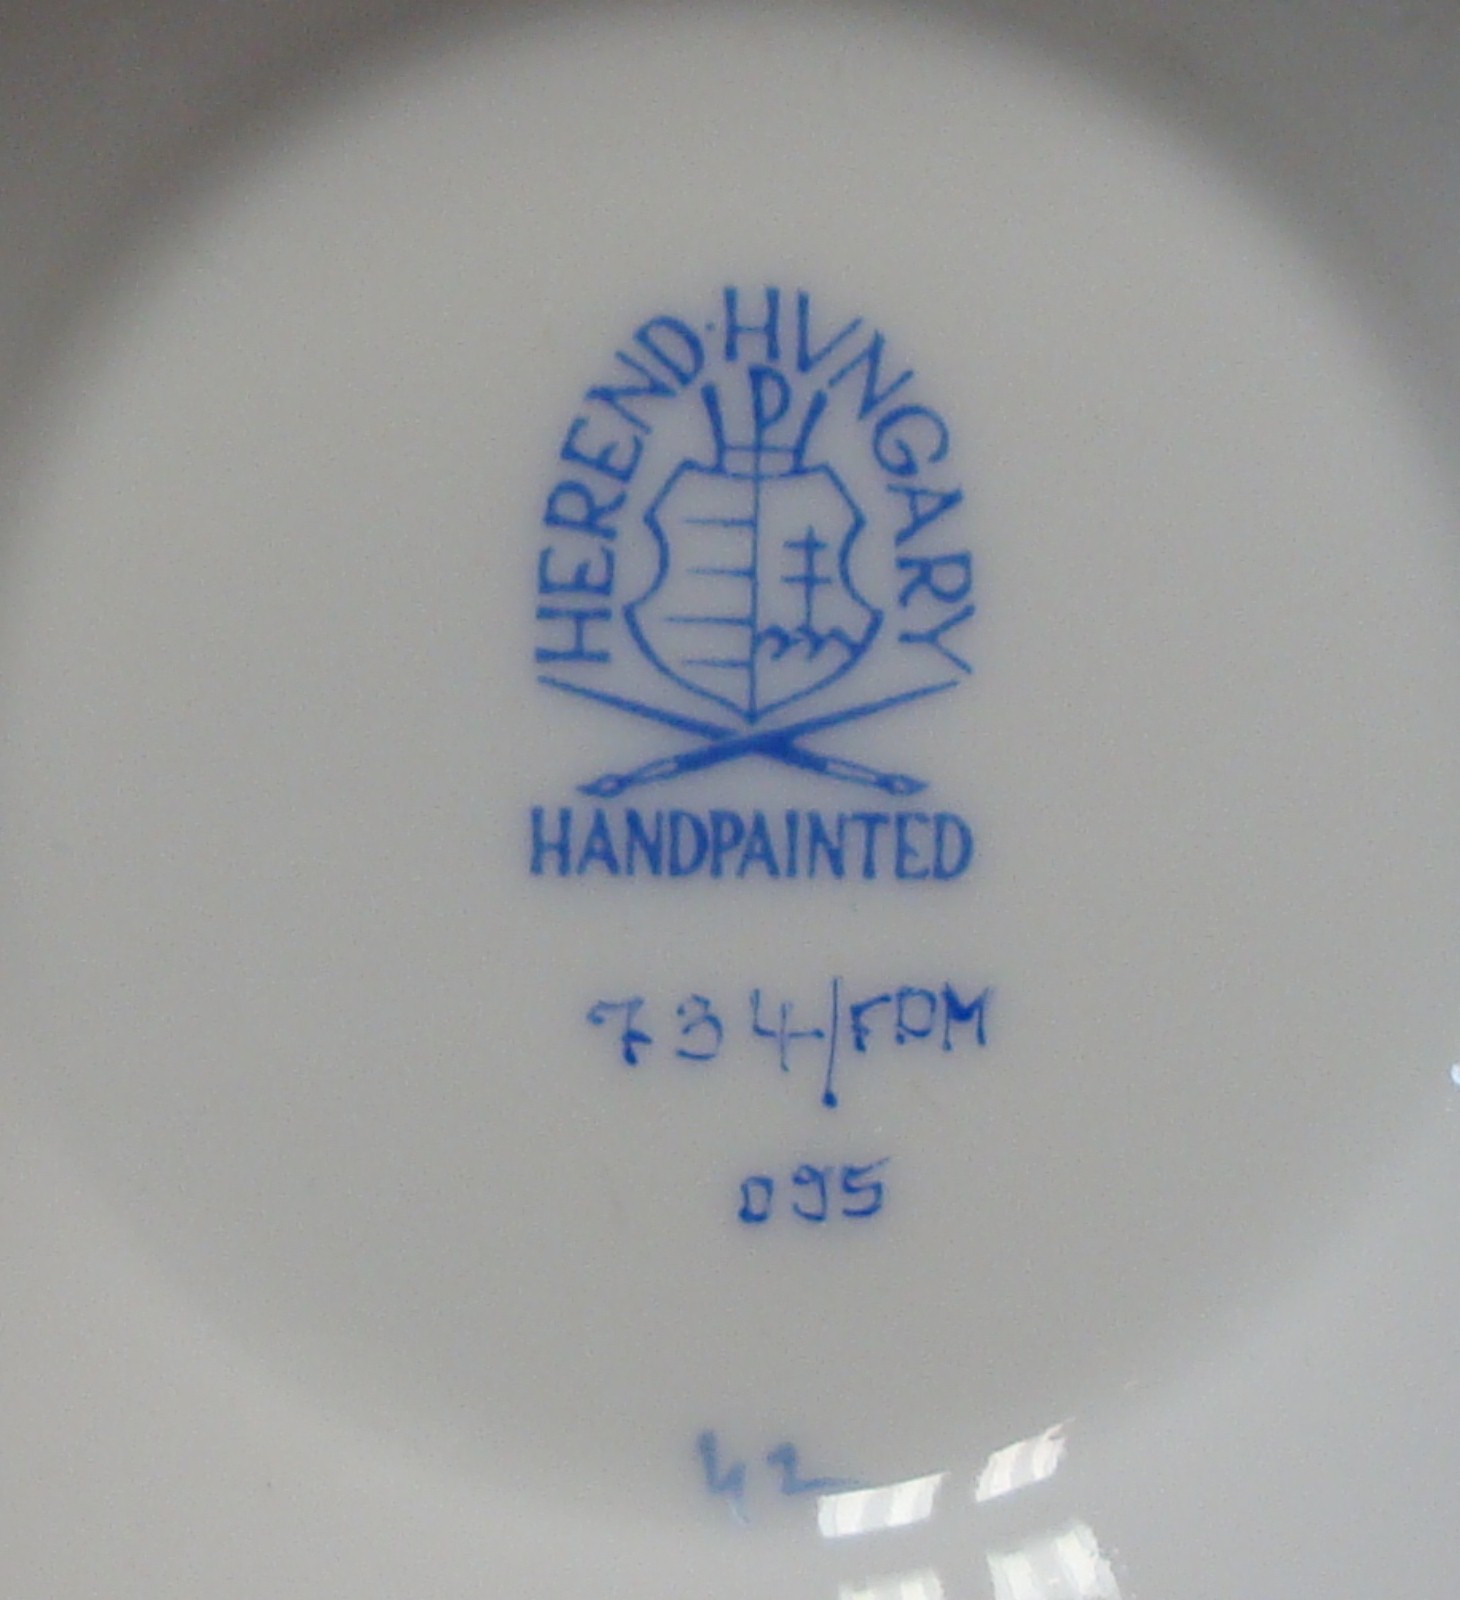 HEREND·HVNGARY
HANDPAINTED
734/FDM
095
42